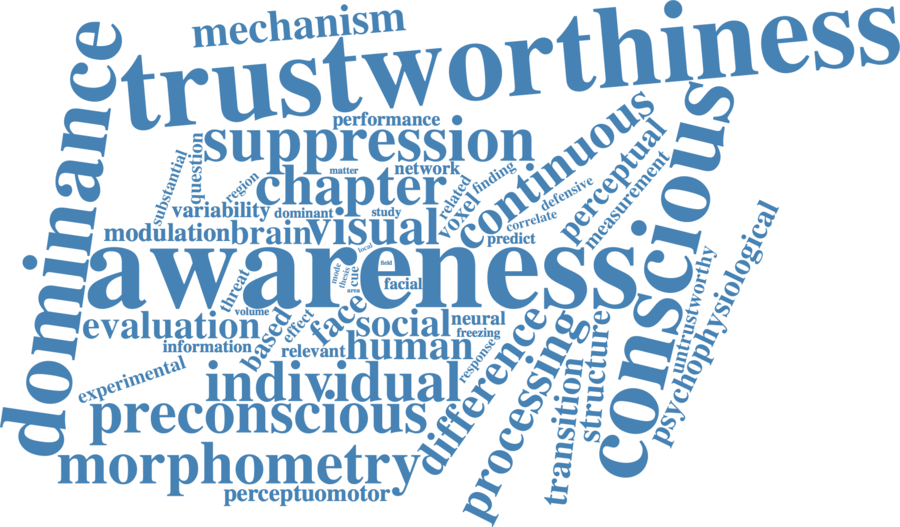 mechanism
trustworthiness
dominance
performance
suppression
question
substantial
region
matter
network
chapter
related
finding
continuous
perceptual
measurement
conscious
variability
dominant
study
voxel
correlate
defensive
modulation
brain
visual
predict
local
awareness
threat
mode
thesis
area
cue
field
facial
volume
untrustworthy
psychophysiological
evaluation
based
effect
face
social
neural
freezing
information
relevant
human
response
difference
processing
transition
structure
experimental
individual
preconscious
morphometry
perceptuomotor